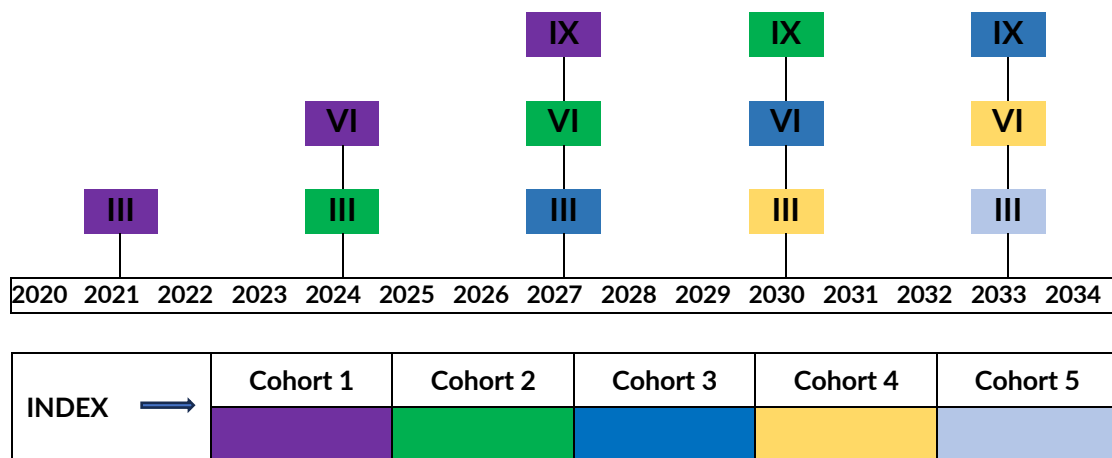 IX IX IX
VI VI VI VI
III III III III III
2020 2021 2022 2023 2024 2025 2026 2027 2028 2029 2030 2031 2032 2033 2034
INDEX Cohort 1 Cohort 2 Cohort 3 Cohort 4 Cohort 5